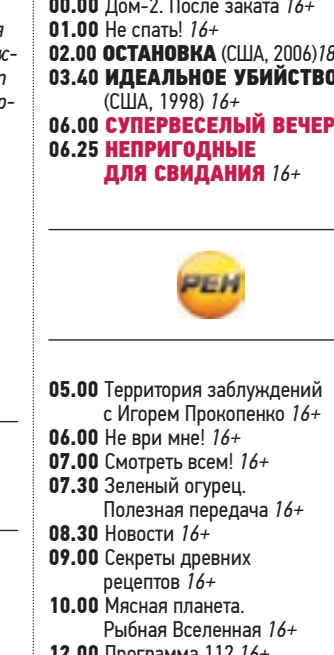 00.00 Дом-2. После заката 16+
01.00 Не спать! 16+
02.00 ОСТАНОВКА (США, 2006)18
03.40 ИДЕАЛЬНОЕ УБИЙСТВО
(США, 1998) 16+
06.00 СУПЕРВЕСЕЛЫЙ ВЕЧЕР
06.25 НЕПРИГОДНЫЕ
ДЛЯ СВИДАНИЯ 16+
РЕН
05.00 Территория заблуждений
с Игорем Прокопенко 16+
06.00 Не ври мне! 16+
07.00 Смотреть всем! 16+
07.30 Зеленый огурец.
Полезная передача 16+
08.30 Новости 16+
09.00 Секреты древних
рецептов 16+
10.00 Мясная планета.
Рыбная Вселенная 16+
12.00 Программа 112 16+